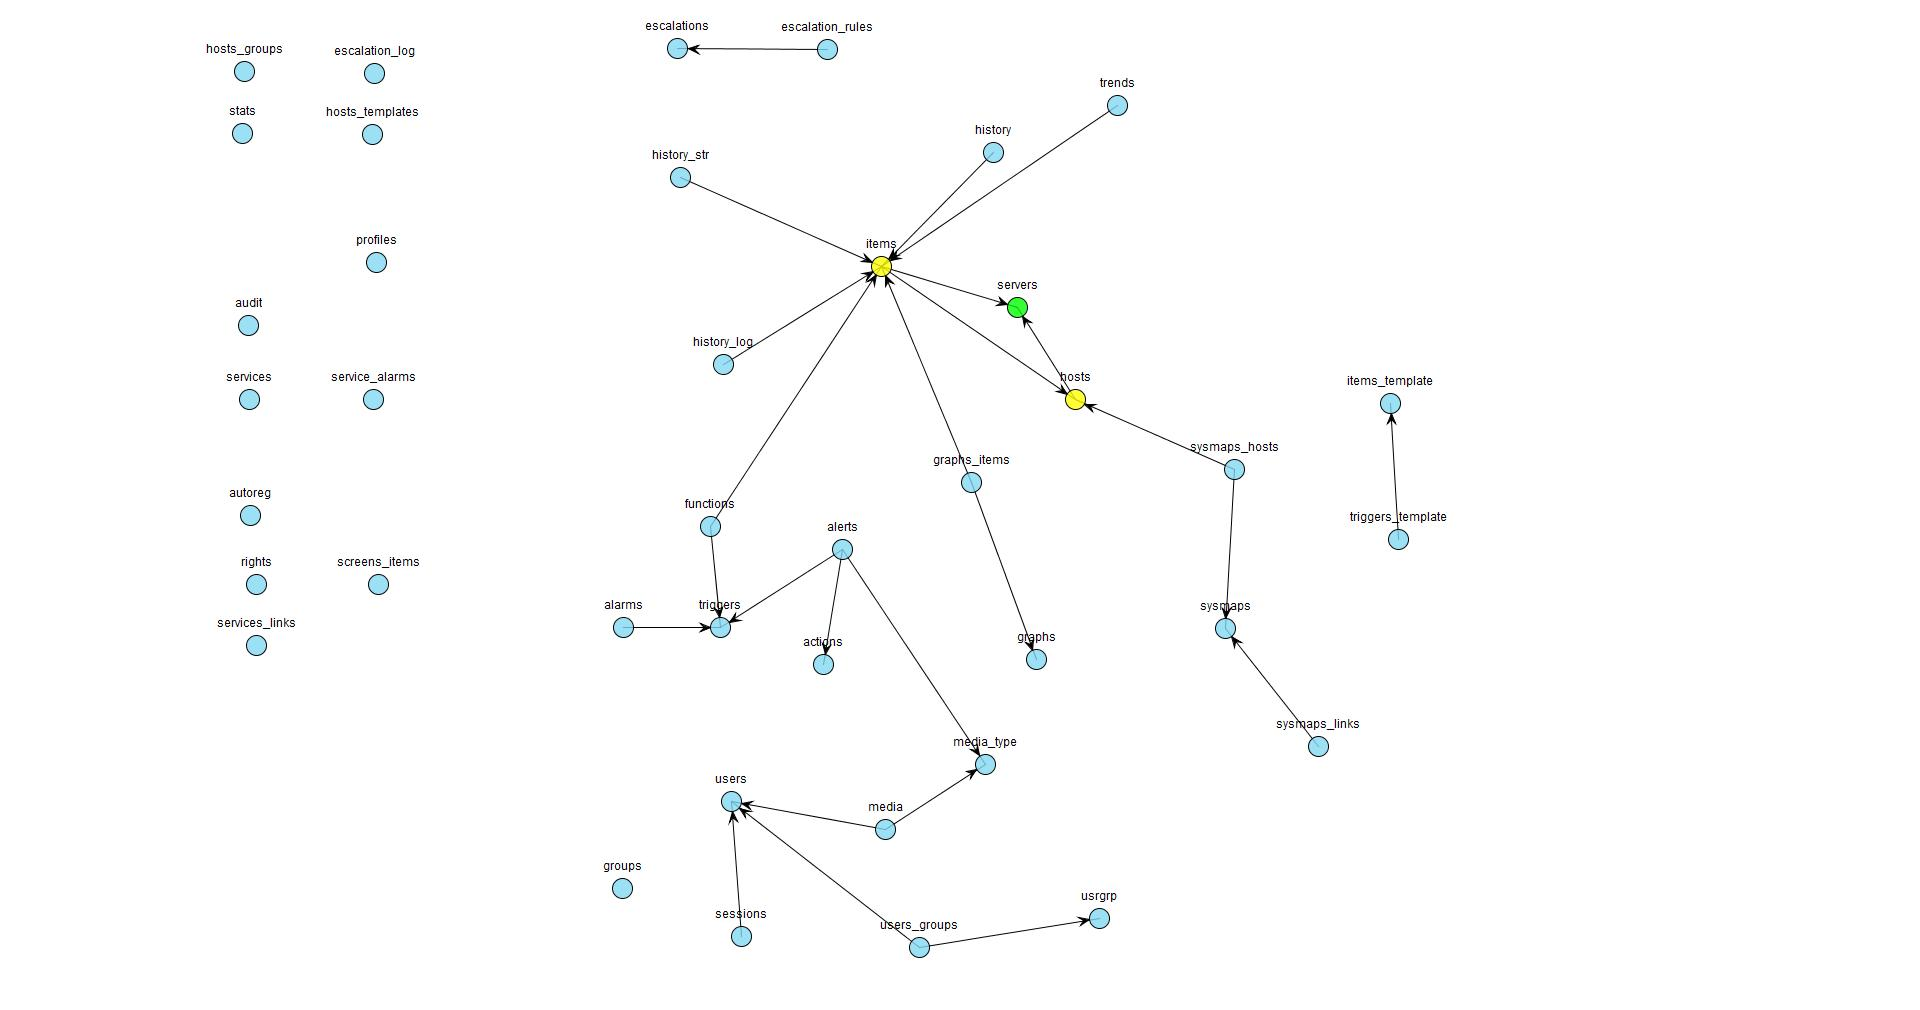 escalations
escalation_rules
hosts_groups
escalation_log
trends
stats
hosts_templates
history
history_str
profiles
items
servers
audit
history_log
services
service_alarms
hosts
items_template
sysmaps_hosts
graphs_items
autoreg
functions
triggers_template
alerts
rights
screens_items
alarms
triggers
sysmaps
services_links
actions
graphs
sysmaps_links
media_type
users
media
groups
usrgrp
sessions
users_groups